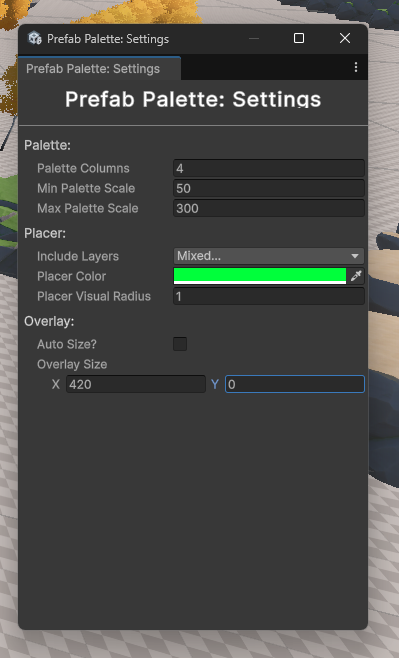 Prefab Palette: Settings
Prefab Palette: Settings
Prefab Palette: Settings
Palette:
Palette Columns 4
Min Palette Scale 50
Max Palette Scale 300
Placer:
Include Layers Mixed...
Placer Color
Placer Visual Radius 1
Overlay:
Auto Size?
Overlay Size
X 420 Y 0